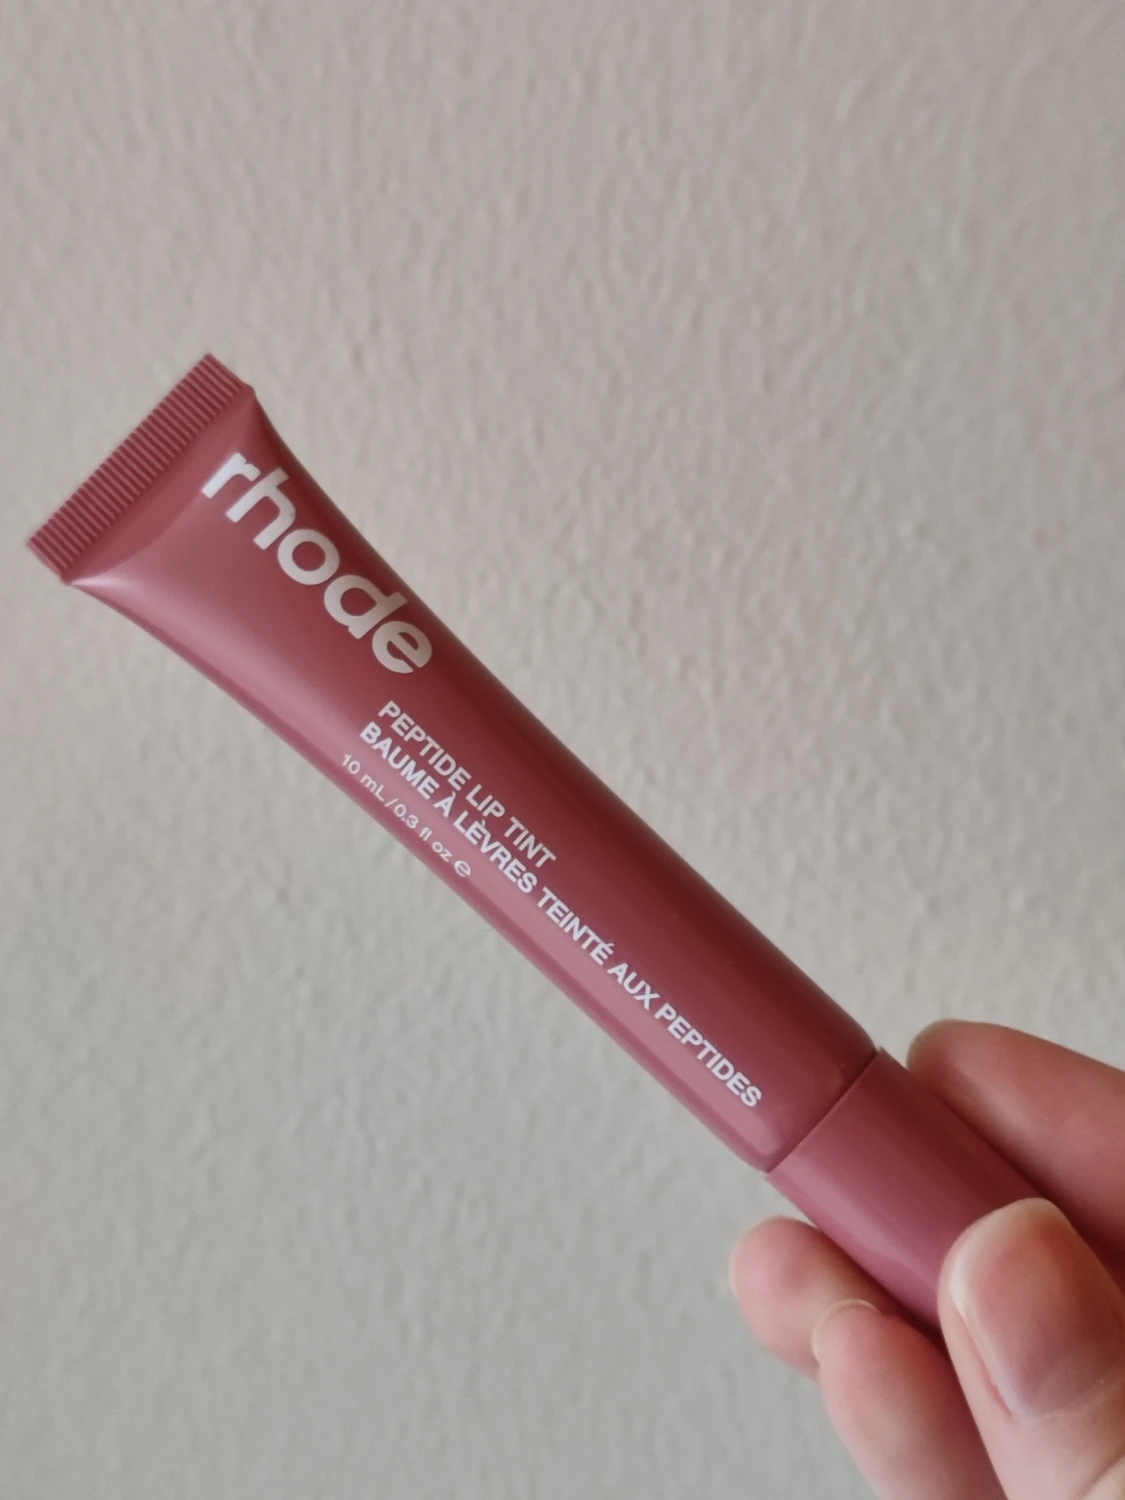 rhode
PEPTIDE LIP TINT
BAUME À LÈVRES TEINTÉ AUX PEPTIDES
10 mL / 0.3 fl oz ℮